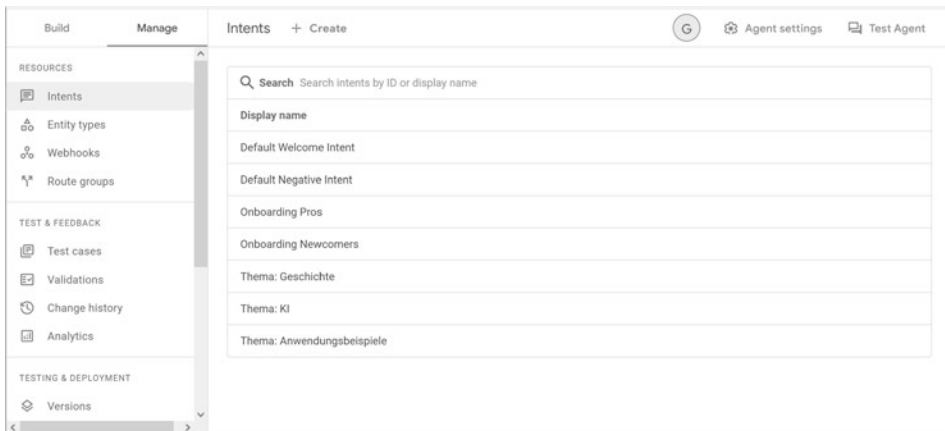 Build Manage
Intents + Create
G
Agent settings
Test Agent
RESOURCES
Intents
Entity types
Webhooks
Route groups
TEST & FEEDBACK
Test cases
Validations
Change history
Analytics
TESTING & DEPLOYMENT
Versions
Search Search intents by ID or display name
Display name
Default Welcome Intent
Default Negative Intent
Onboarding Pros
Onboarding Newcomers
Thema: Geschichte
Thema: KI
Thema: Anwendungsbeispiele